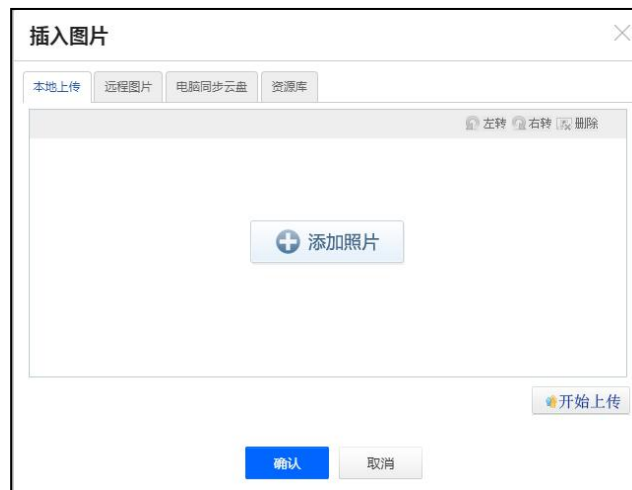 插入图片
本地上传 远程图片 电脑同步云盘 资源库
左转 右转 删除
添加照片
开始上传
确认 取消